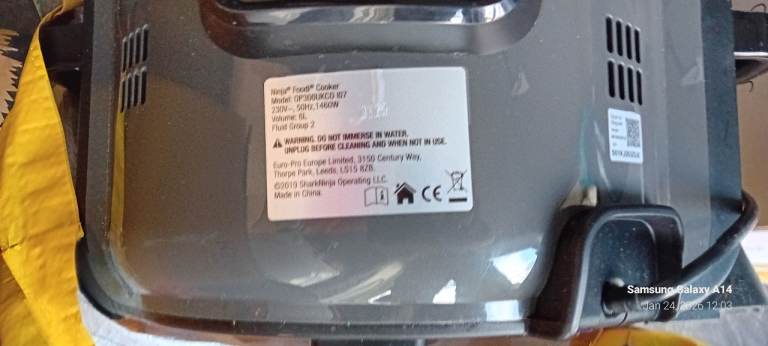 Ninja® Foodi® Cooker
Model: OP300UKCO I07
230V~, 50Hz,1460W
Volume: 6L
Fluid Group 2
WARNING. DO NOT IMMERSE IN WATER.
UNPLUG BEFORE CLEANING AND WHEN NOT IN USE.
Euro-Pro Europe Limited, 3150 Century Way,
Thorpe Park, Leeds, LS15 8ZB.
©2019 SharkNinja Operating LLC.
Made in China.
CE
Samsung Galaxy A14
Jan 24, 2026 12:03